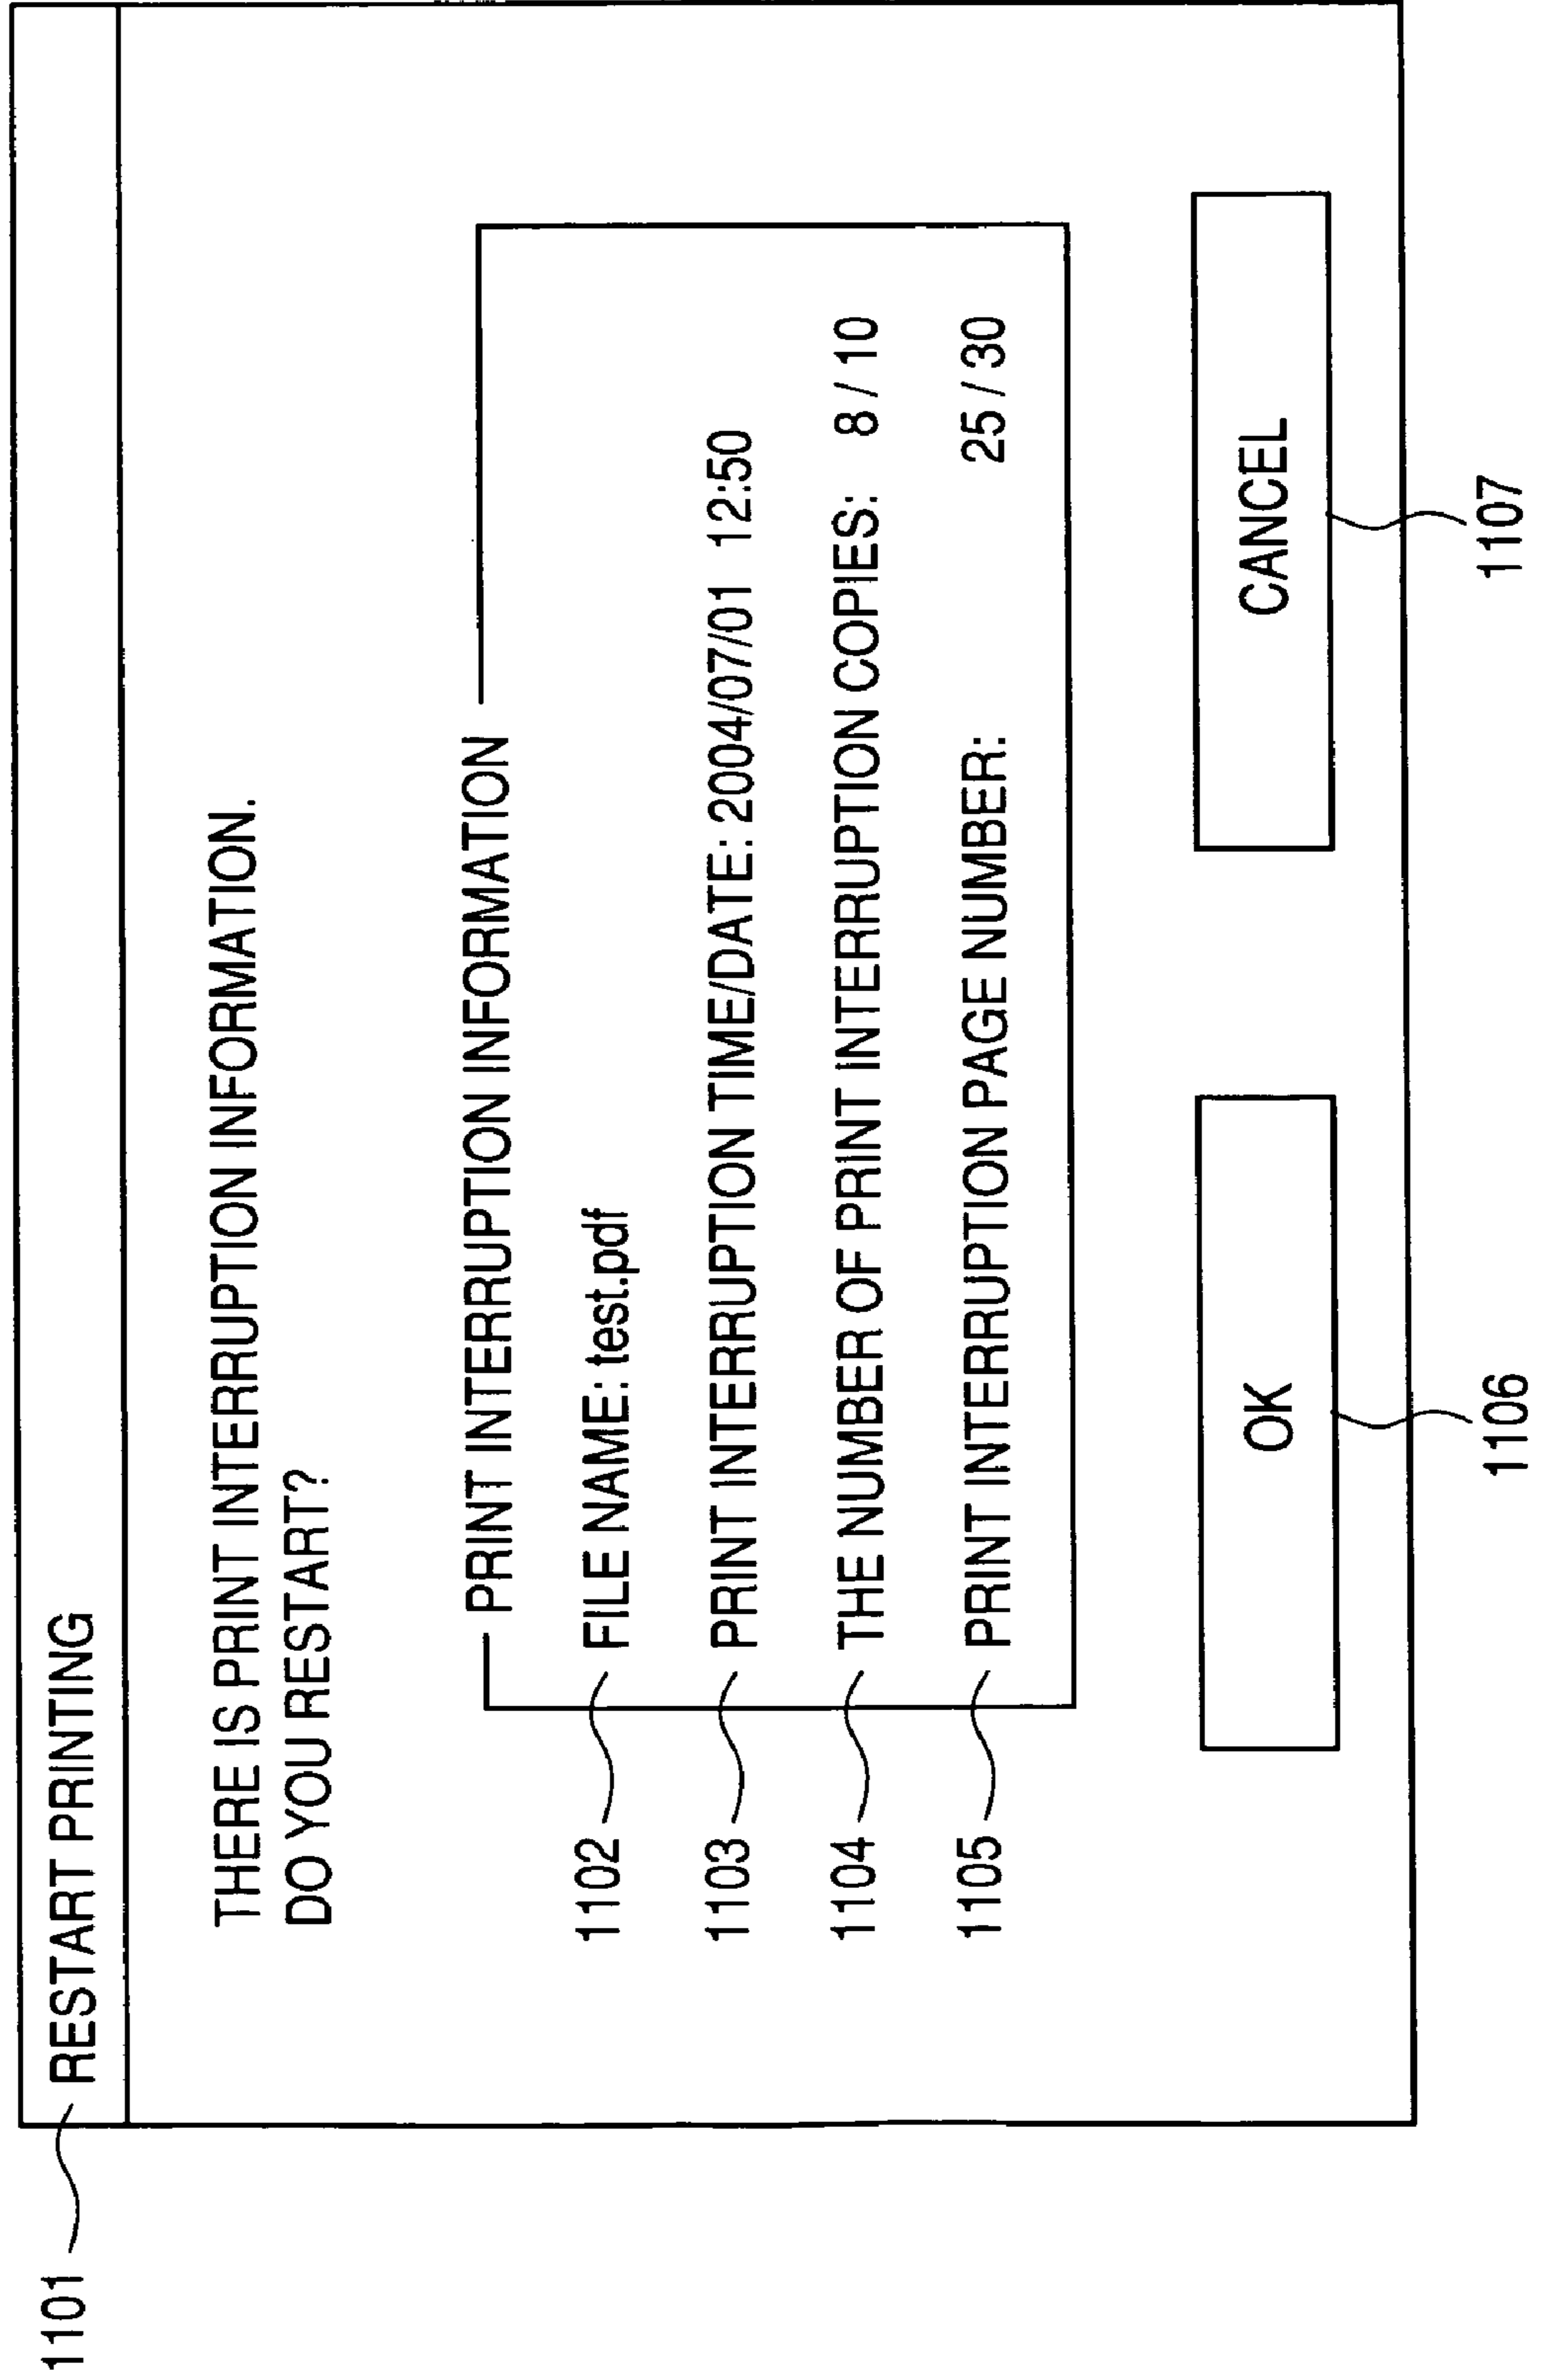 1101
RESTART PRINTING
THERE IS PRINT INTERRUPTION INFORMATION.
DO YOU RESTART?
PRINT INTERRUPTION INFORMATION
1102 FILE NAME: test.pdf
1103 PRINT INTERRUPTION TIME/DATE: 2004/07/01 12:50
1104 THE NUMBER OF PRINT INTERRUPTION COPIES: 8 / 10
1105 PRINT INTERRUPTION PAGE NUMBER: 25 / 30
OK CANCEL
1106 1107